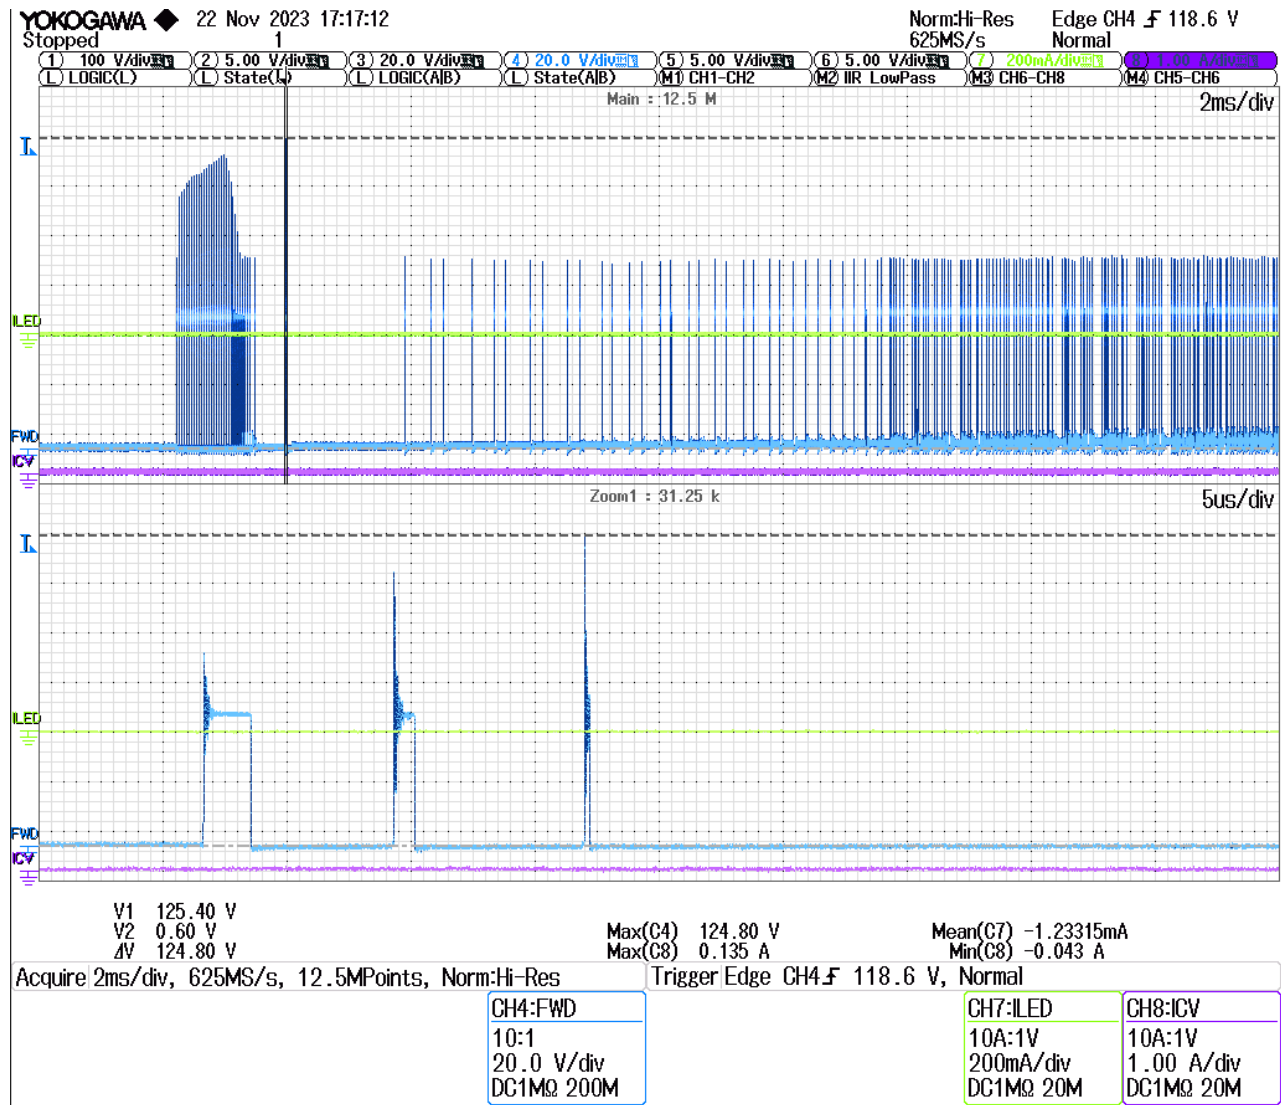 YOKOGAWA ◆ 22 Nov 2023 17:17:12 Norm:Hi-Res Edge CH4 ⨍ 118.6 V
Stopped 1 625MS/s Normal
1 100 V/div 2 5.00 V/div 3 20.0 V/div 4 20.0 V/div 5 5.00 V/div 6 5.00 V/div 7 200mA/div 8 1.00 A/div
L LOGIC(L) L State(L) L LOGIC(A|B) L State(A|B) M1 CH1-CH2 M2 IIR LowPass M3 CH6-CH8 M4 CH5-CH6
Main : 12.5 M 2ms/div
ILED
FWD
ICV
Zoom1 : 31.25 k 5us/div
ILED
FWD
ICV
V1 125.40 V
V2 0.60 V Max(C4) 124.80 V Mean(C7) -1.23315mA
ΔV 124.80 V Max(C8) 0.135 A Min(C8) -0.043 A
Acquire 2ms/div, 625MS/s, 12.5MPoints, Norm:Hi-Res Trigger Edge CH4 ⨍ 118.6 V, Normal
CH4:FWD CH7:ILED CH8:ICV
10:1 10A:1V 10A:1V
20.0 V/div 200mA/div 1.00 A/div
DC1MΩ 200M DC1MΩ 20M DC1MΩ 20M